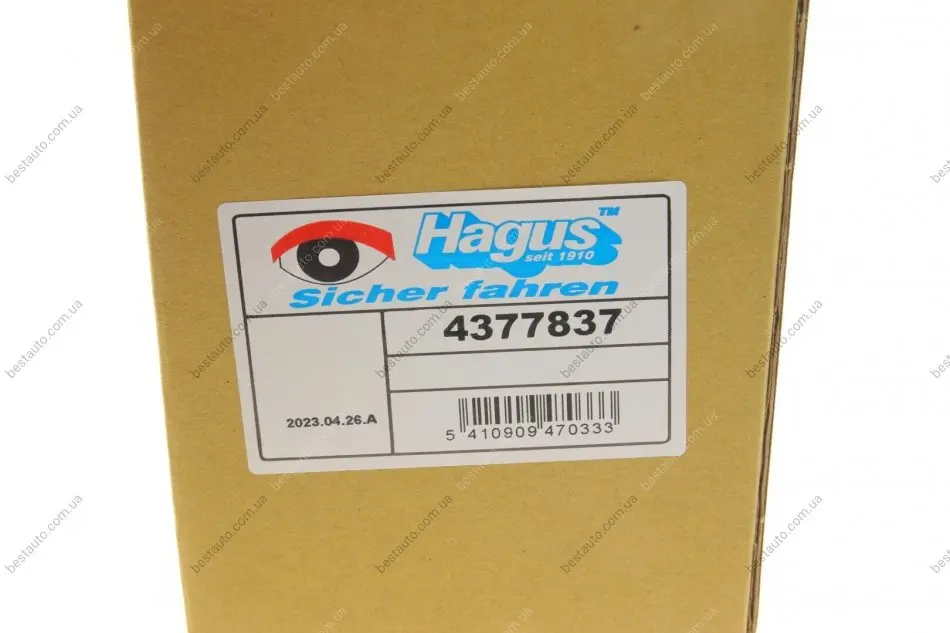 Hagus™
seit 1910
Sicher fahren
4377837
2023.04.26.A
5 410909 470333
bestauto.com.ua